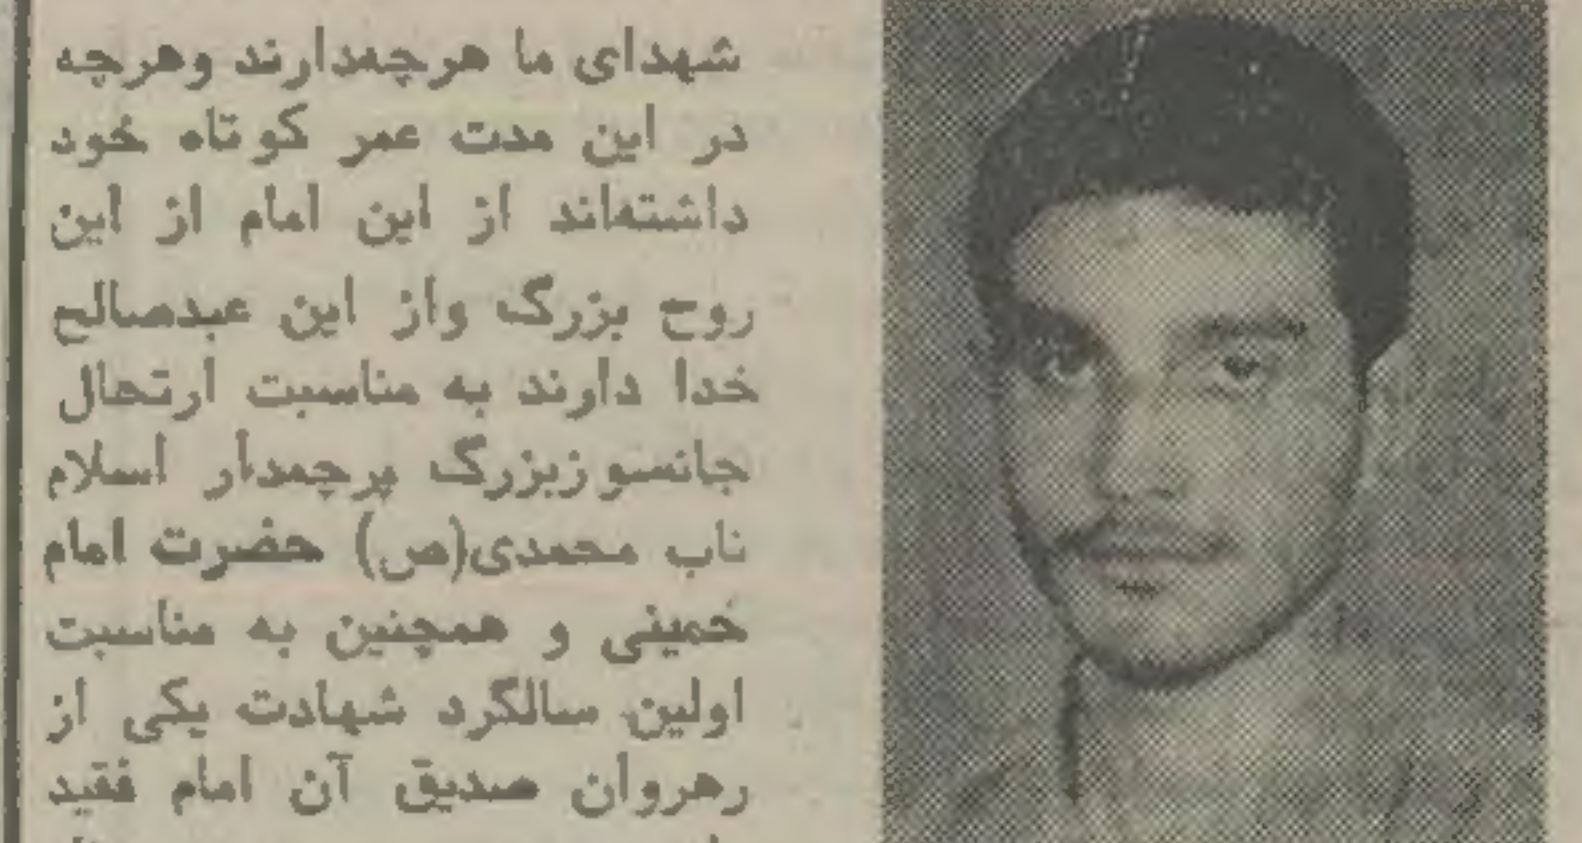 شهدای ما هرچه‌دارند وهرچه
در این مدت عمر کوتاه خود
داشته‌اند از این امام از این
روح بزرگ واز این عبدصالح
خدا دارند به مناسبت ارتحال
جانسوزبزرگ پرچمدار اسلام
ناب محمدی(ص) حضرت امام
خمینی و همچنین به مناسبت
اولین سالگرد شهادت یکی از
رهروان صدیق آن امام فقید